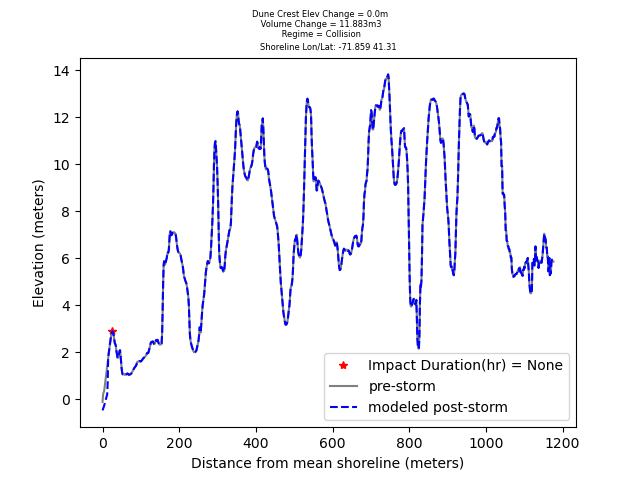 Dune Crest Elev Change = 0.0m
Volume Change = 11.883m3
Regime = Collision
Shoreline Lon/Lat: -71.859 41.31
14
12
10
8
6
4
2
0
Elevation (meters)
Impact Duration(hr) = None
pre-storm
modeled post-storm
0 200 400 600 800 1000 1200
Distance from mean shoreline (meters)